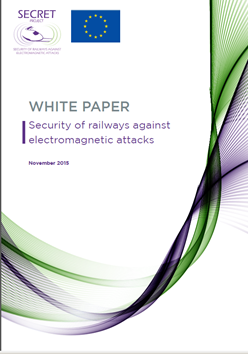 SECRET
PROJECT
SECURITY OF RAILWAYS AGAINST
ELECTROMAGNETIC ATTACKS
WHITE PAPER
Security of railways against
electromagnetic attacks
November 2015